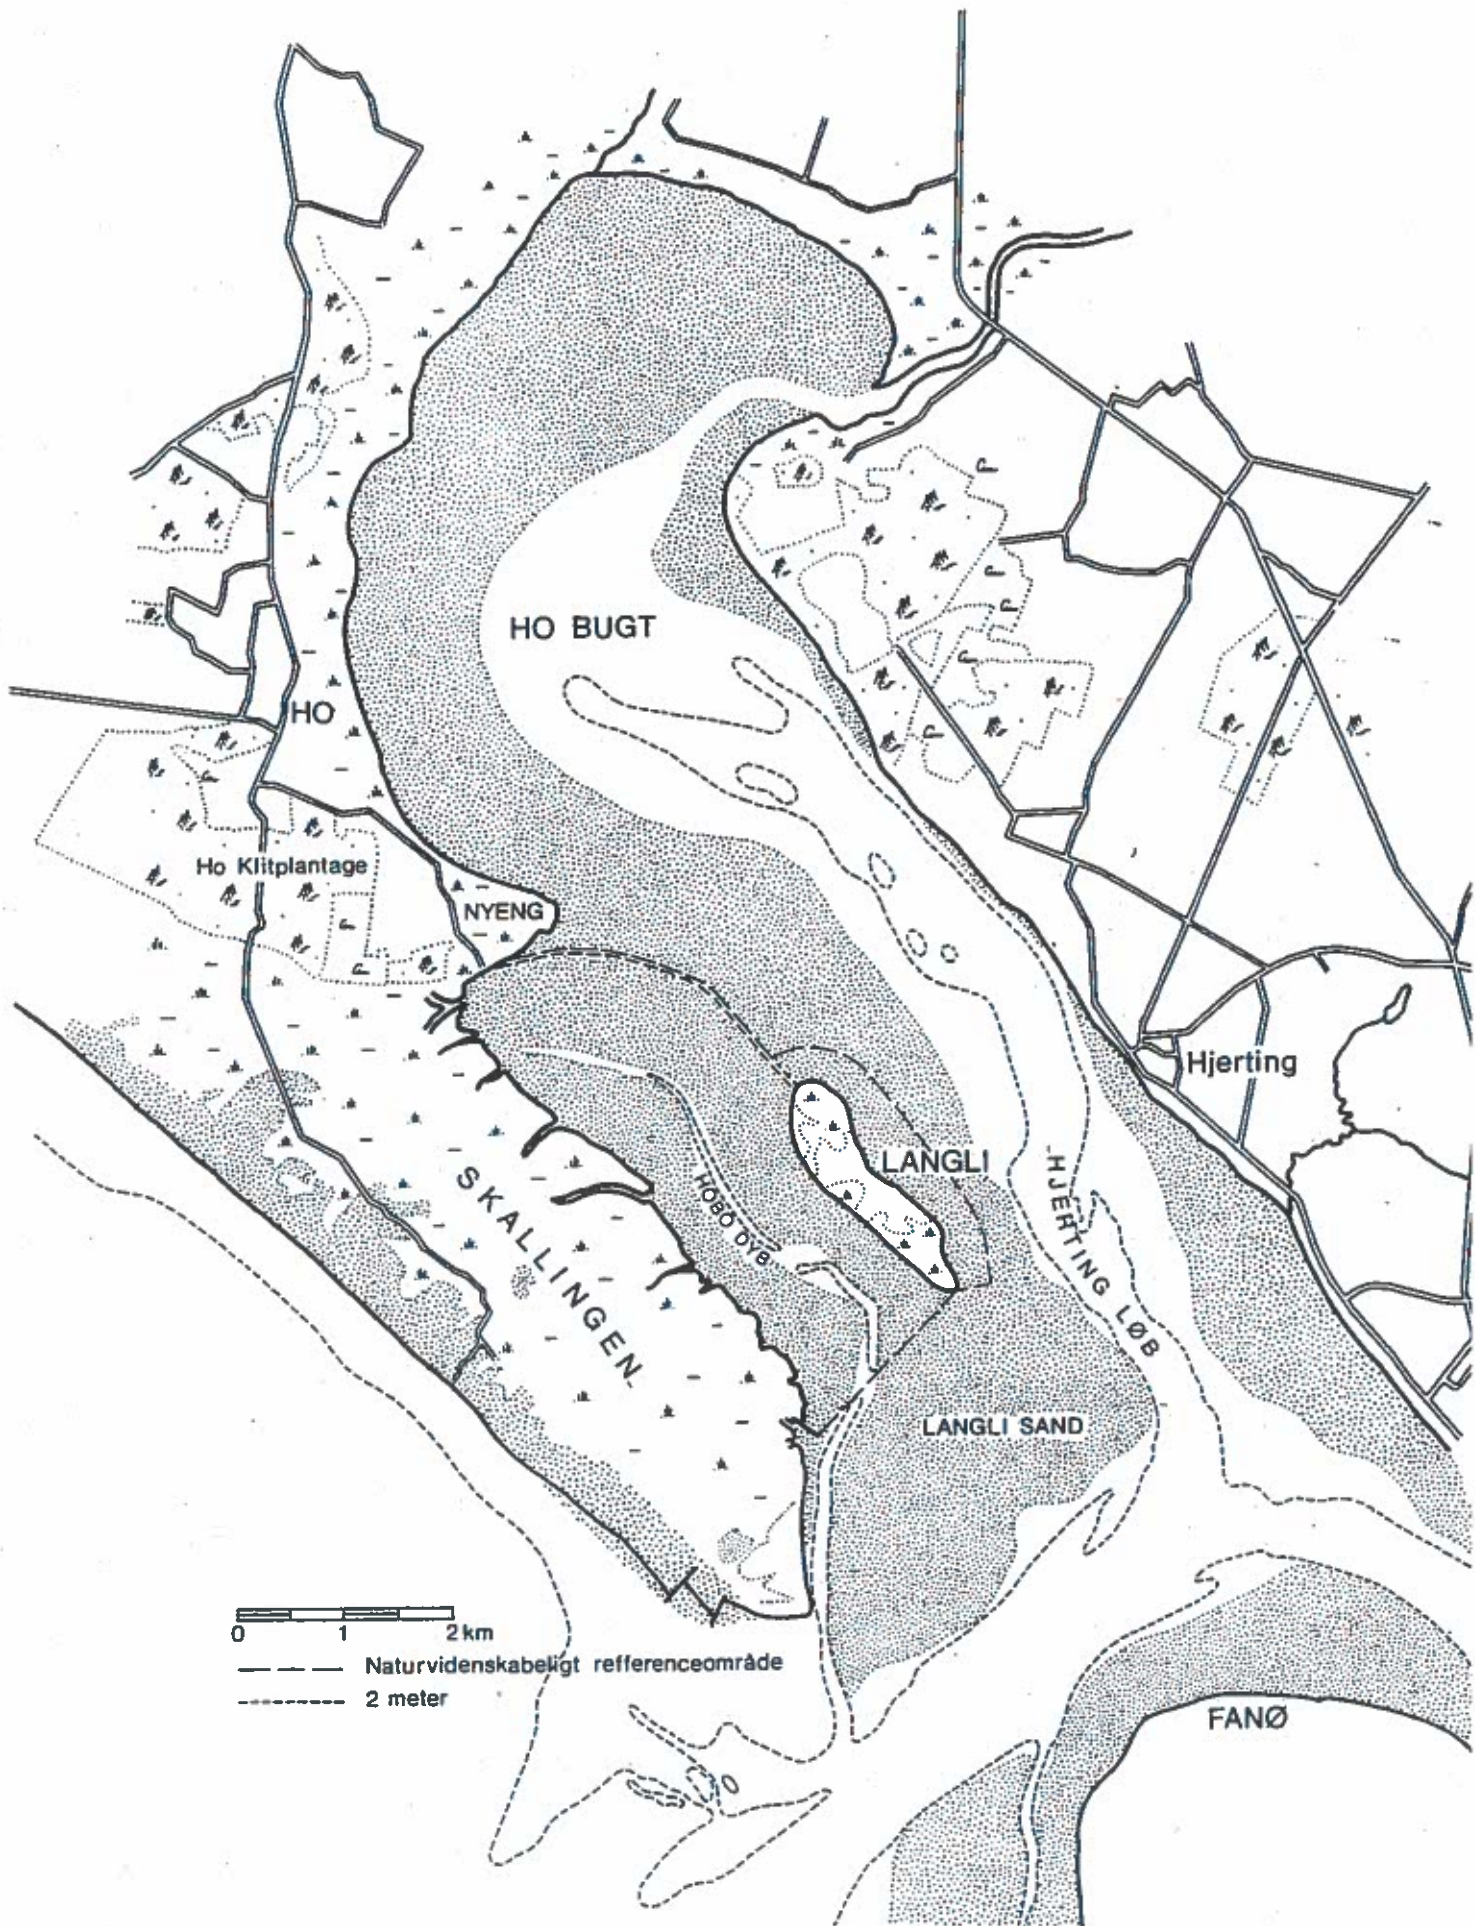 HO BUGT
HO
Ho Klitplantage
NYENG
Hjerting
LANGLI
HJERTING LØB
SKALLINGEN
HOBO DYB
LANGLI SAND
0 1 2 km
Naturvidenskabeligt refferenceområde
2 meter
FANØ